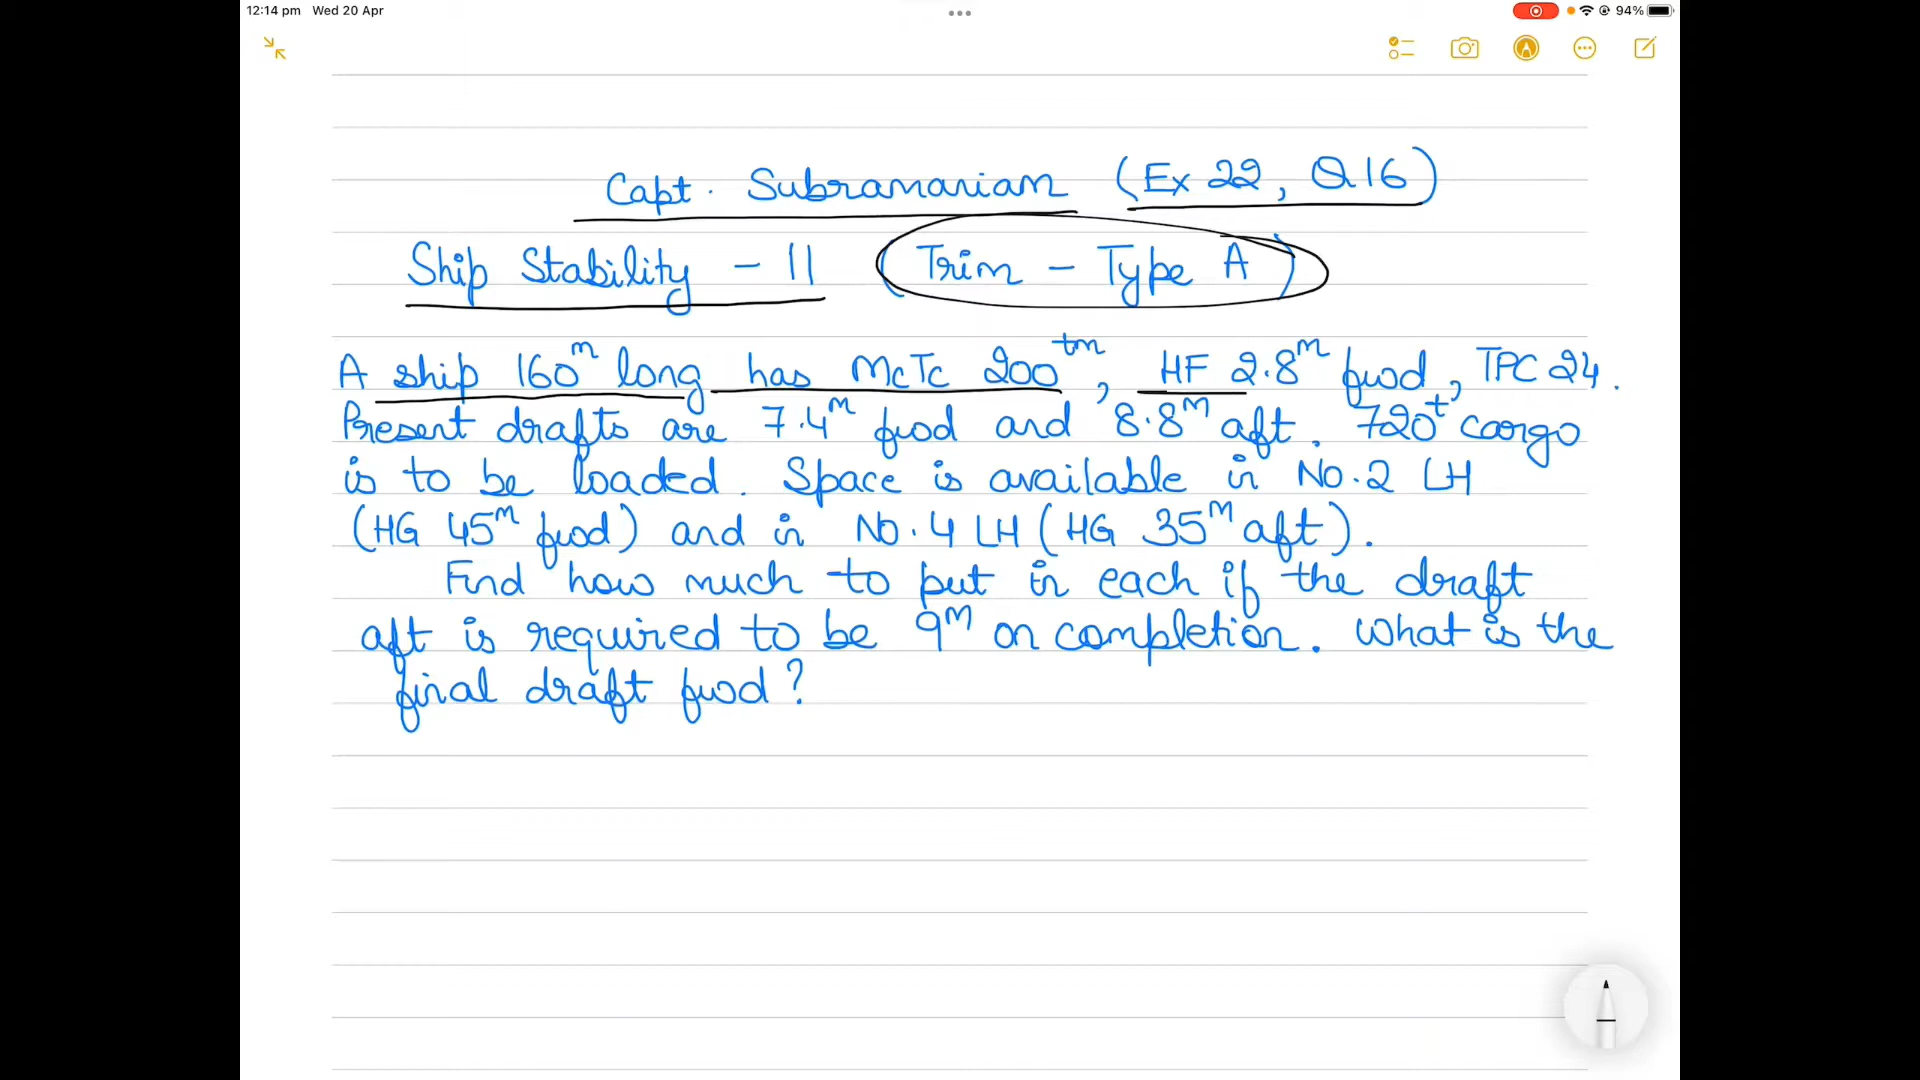 12:14 pm Wed 20 Apr
94%
Capt. Subramaniam (Ex 22, Q16)
Ship Stability - II (Trim - Type A)
A ship 160m long has MCTC 200tm, HF 2.8m fwd, TPC 24.
Present drafts are 7.4m fwd and 8.8m aft. 720t cargo
is to be loaded. Space is available in No.2 LH
(HG 45m fwd) and in No.4 LH (HG 35m aft).
Find how much to put in each if the draft
aft is required to be 9m on completion. What is the
final draft fwd?